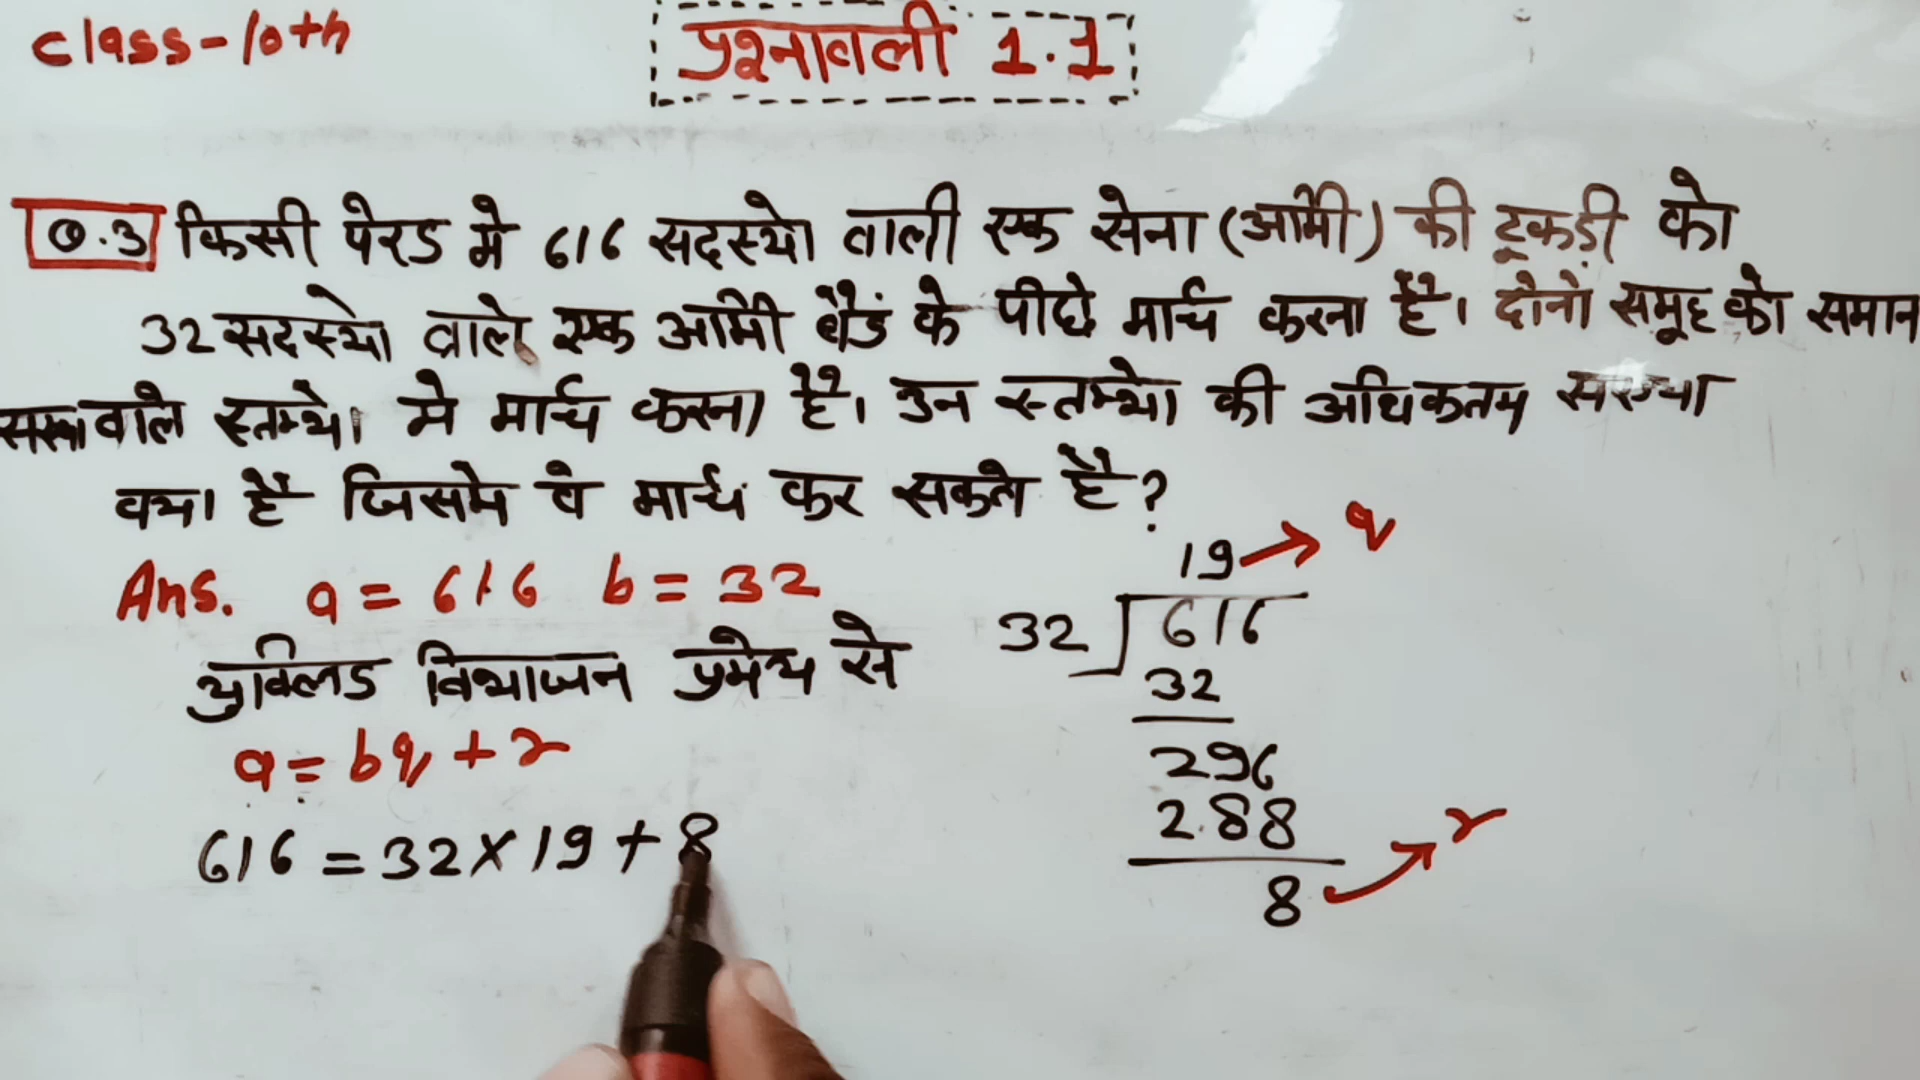 class-10th
प्रश्नावली 1.1
Q.3 किसी पेरड मे 616 सदस्यो वाली एक सेना (आर्मी) की टूकड़ी को
32 सदस्यो वाले एक आर्मी बैंड के पीछे मार्च करना है। दोनो समूह को समान
वाले स्तम्भो मे मार्च करना है। उन स्तम्भो की अधिकतम संख्या
क्या है जिसमे वे मार्च कर सकते है?
Ans. a = 616 b = 32
युक्लिड विभाजन प्रमेय से
a = bq + r
616 = 32 × 19 + 8
19 → q
32 616
32
296
288
8 → r